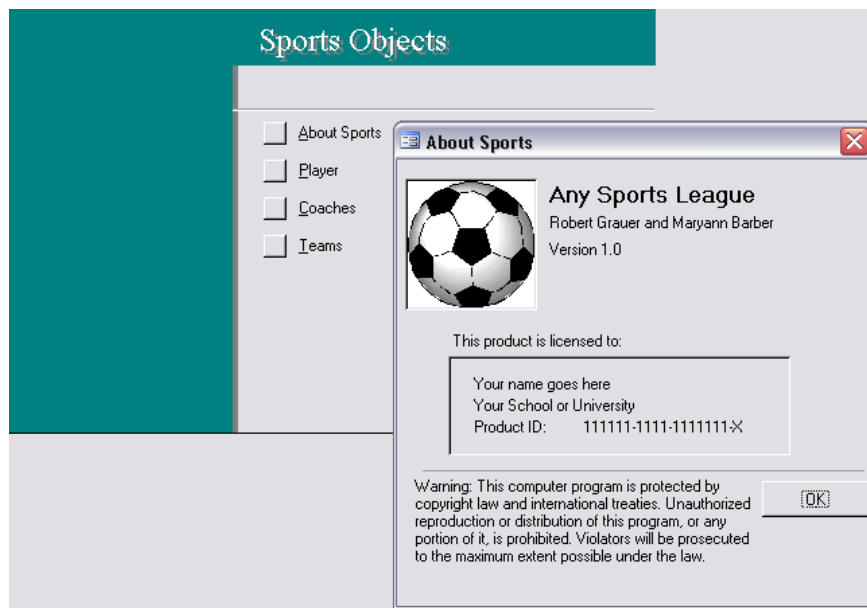 Sports Objects
About Sports
Player
Coaches
Teams
About Sports
Any Sports League
Robert Grauer and Maryann Barber
Version 1.0
This product is licensed to:
Your name goes here
Your School or University
Product ID: 111111-1111-1111111-X
Warning: This computer program is protected by
copyright law and international treaties. Unauthorized
reproduction or distribution of this program, or any
portion of it, is prohibited. Violators will be prosecuted
to the maximum extent possible under the law.
OK